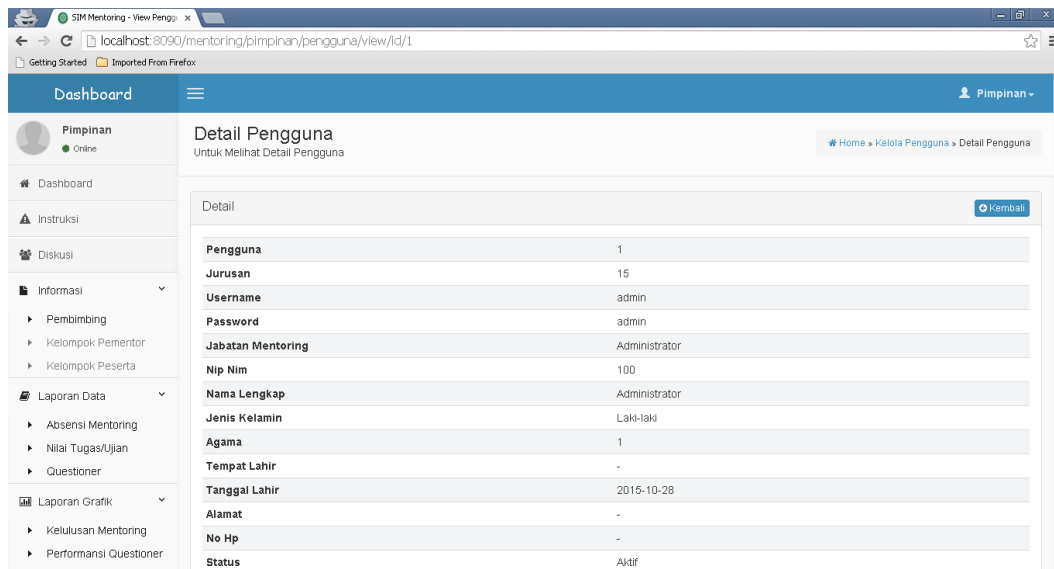 SIM Mentoring - View Penggu
localhost:8090/mentoring/pimpinan/pengguna/view/id/1
Getting Started Imported From Firefox
Dashboard
Pimpinan
Pimpinan
Online
Detail Pengguna
Untuk Melihat Detail Pengguna
Home » Kelola Pengguna » Detail Pengguna
Dashboard
Instruksi
Diskusi
Informasi
Pembimbing
Kelompok Pementor
Kelompok Peserta
Laporan Data
Absensi Mentoring
Nilai Tugas/Ujian
Questioner
Laporan Grafik
Kelulusan Mentoring
Performansi Questioner
Detail
Kembali
Pengguna 1
Jurusan 15
Username admin
Password admin
Jabatan Mentoring Administrator
Nip Nim 100
Nama Lengkap Administrator
Jenis Kelamin Laki-laki
Agama 1
Tempat Lahir -
Tanggal Lahir 2015-10-28
Alamat -
No Hp -
Status Aktif